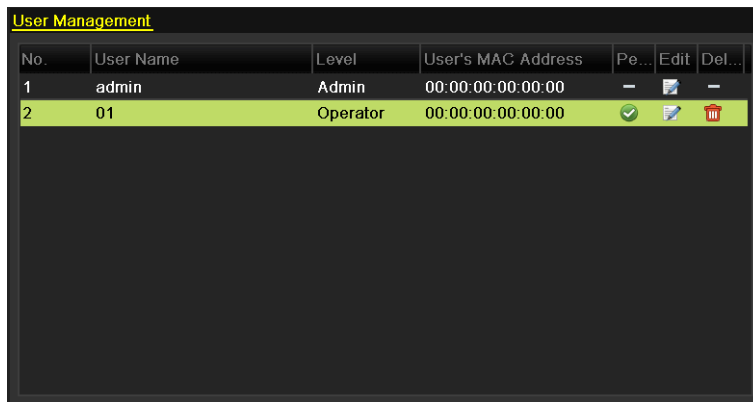 User Management
No. User Name Level User's MAC Address Pe... Edit Del...
1 admin Admin 00:00:00:00:00:00 – –
2 01 Operator 00:00:00:00:00:00